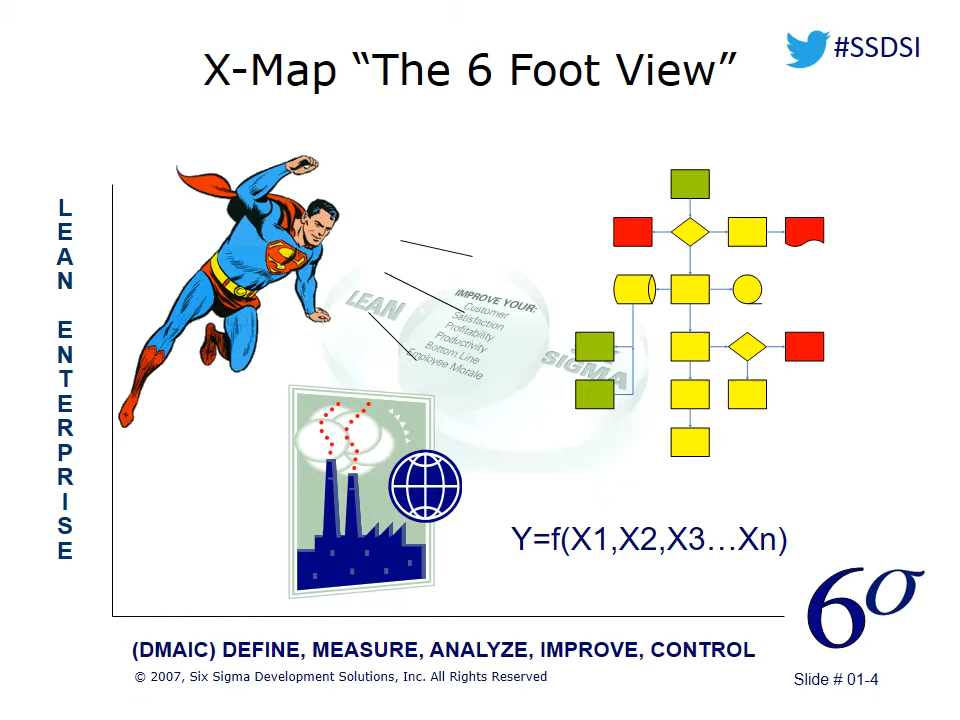 #SSDSI
X-Map “The 6 Foot View”
LEAN ENTERPRISE
S
LEAN
IMPROVE YOUR:
Customer
Satisfaction
Profitability
Productivity
Bottom Line
Employee Morale
SIGMA
Y=f(X1,X2,X3…Xn)
6σ
(DMAIC) DEFINE, MEASURE, ANALYZE, IMPROVE, CONTROL
© 2007, Six Sigma Development Solutions, Inc. All Rights Reserved
Slide # 01-4